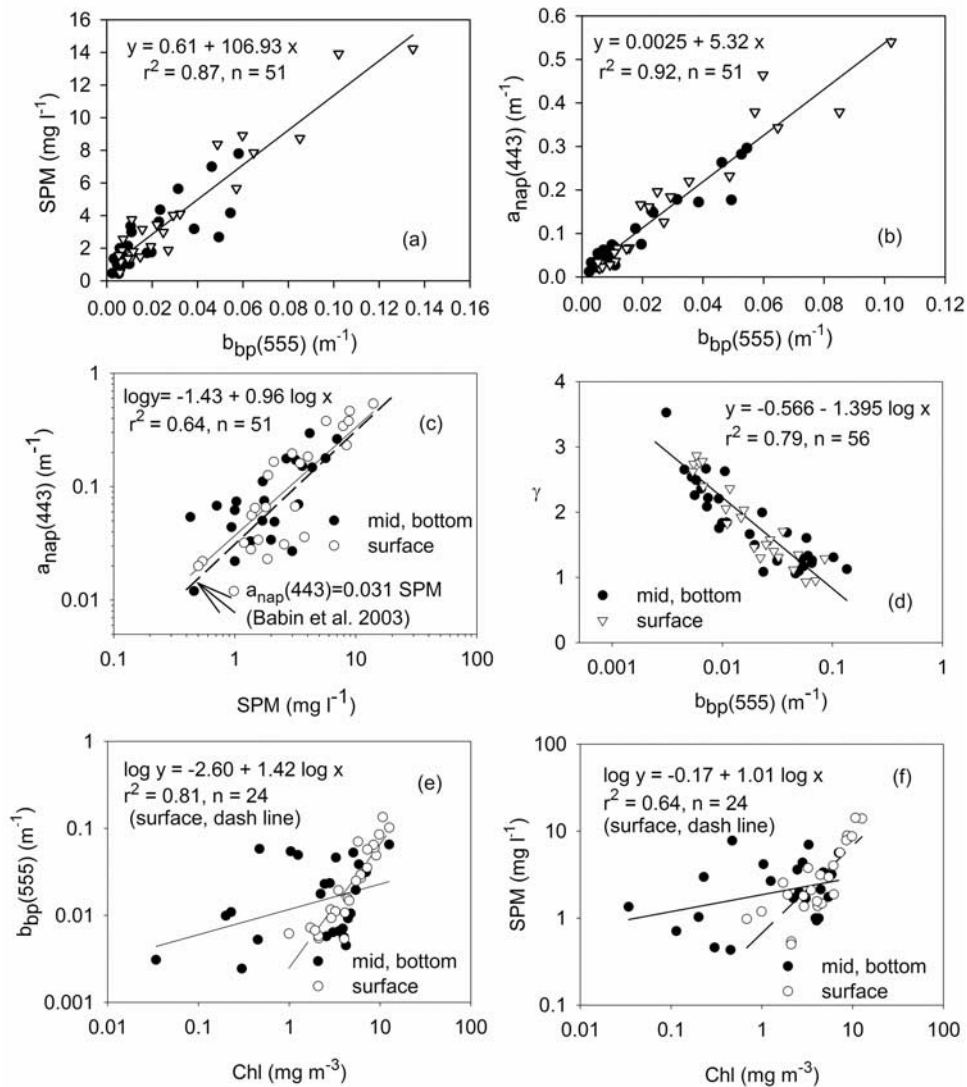 y = 0.61 + 106.93 x
r² = 0.87, n = 51
(a)
SPM (mg l⁻¹)
16
14
12
10
8
6
4
2
0
0.00 0.02 0.04 0.06 0.08 0.10 0.12 0.14 0.16
b_bp(555) (m⁻¹)
y = 0.0025 + 5.32 x
r² = 0.92, n = 51
(b)
a_nap(443) (m⁻¹)
0.6
0.5
0.4
0.3
0.2
0.1
0.0
0.00 0.02 0.04 0.06 0.08 0.10 0.12
b_bp(555) (m⁻¹)
logy= -1.43 + 0.96 log x
r² = 0.64, n = 51
(c)
mid, bottom
surface
a_nap(443)=0.031 SPM
(Babin et al. 2003)
a_nap(443) (m⁻¹)
1
0.1
0.01
0.1 1 10 100
SPM (mg l⁻¹)
y = -0.566 - 1.395 log x
r² = 0.79, n = 56
(d)
mid, bottom
surface
γ
4
3
2
1
0
0.001 0.01 0.1 1
b_bp(555) (m⁻¹)
log y = -2.60 + 1.42 log x
(e)
r² = 0.81, n = 24
(surface, dash line)
mid, bottom
surface
b_bp(555) (m⁻¹)
1
0.1
0.01
0.001
0.01 0.1 1 10 100
Chl (mg m⁻³)
log y = -0.17 + 1.01 log x
(f)
r² = 0.64, n = 24
(surface, dash line)
mid, bottom
surface
SPM (mg l⁻¹)
100
10
1
0.1
0.01 0.1 1 10 100
Chl (mg m⁻³)